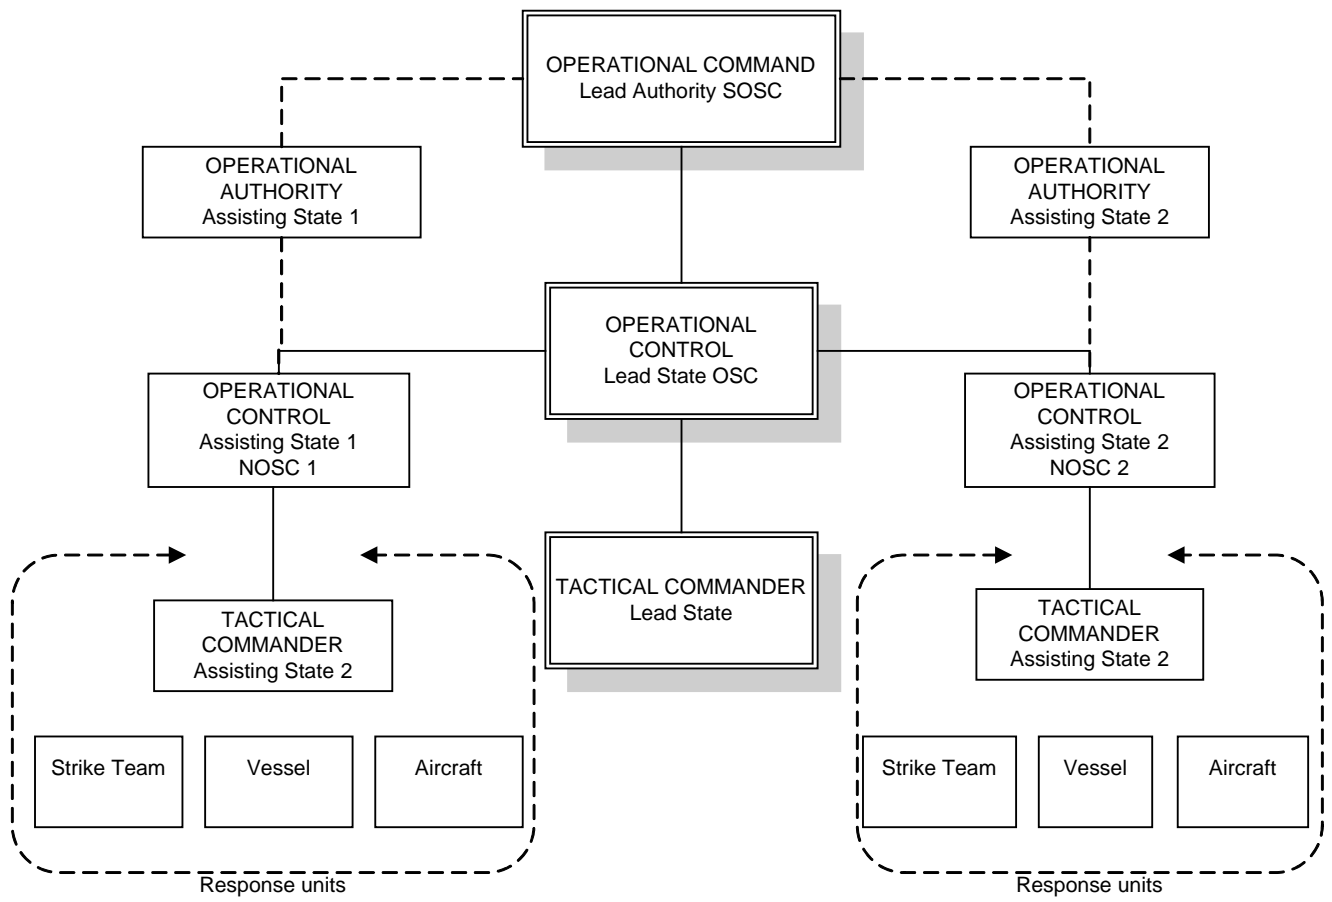 OPERATIONAL COMMAND
Lead Authority SOSC
OPERATIONAL
AUTHORITY
Assisting State 1
OPERATIONAL
AUTHORITY
Assisting State 2
OPERATIONAL
CONTROL
Lead State OSC
OPERATIONAL
CONTROL
Assisting State 1
NOSC 1
OPERATIONAL
CONTROL
Assisting State 2
NOSC 2
TACTICAL COMMANDER
Lead State
TACTICAL
COMMANDER
Assisting State 2
TACTICAL
COMMANDER
Assisting State 2
Strike Team
Vessel
Aircraft
Strike Team
Vessel
Aircraft
Response units
Response units